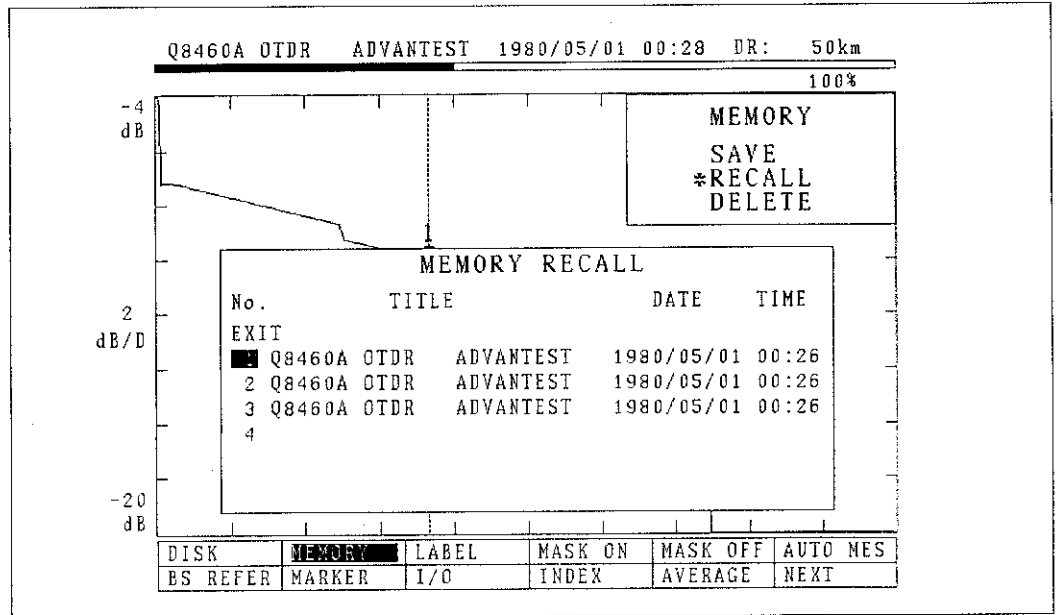 Q8460A OTDR ADVANTEST 1980/05/01 00:28 DR: 50km
100%
-4
dB
MEMORY
SAVE
*RECALL
DELETE
MEMORY RECALL
No. TITLE DATE TIME
EXIT
1 Q8460A OTDR ADVANTEST 1980/05/01 00:26
2 Q8460A OTDR ADVANTEST 1980/05/01 00:26
3 Q8460A OTDR ADVANTEST 1980/05/01 00:26
4
2
dB/D
-20
dB
DISK MEMORY LABEL MASK ON MASK OFF AUTO MES
BS REFER MARKER I/O INDEX AVERAGE NEXT